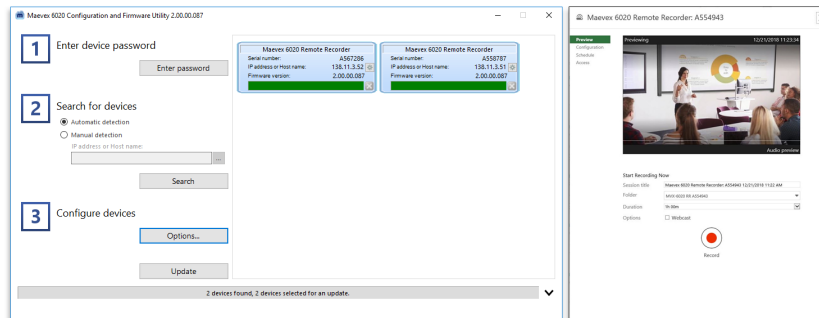 Maevex 6020 Configuration and Firmware Utility 2.00.00.087
1
Enter device password
Enter password
2
Search for devices
Automatic detection
Manual detection
IP address or Host name:
...
Search
3
Configure devices
Options...
Update
Maevex 6020 Remote Recorder
Serial number: A567286
IP address or Host name: 138.11.3.52
Firmware version: 2.00.00.087
Maevex 6020 Remote Recorder
Serial number: A558787
IP address or Host name: 138.11.3.51
Firmware version: 2.00.00.087
2 devices found, 2 devices selected for an update.
Maevex 6020 Remote Recorder: A554943
Preview
Configuration
Schedule
Access
Previewing 12/21/2018 11:23:34
Audio preview
Start Recording Now
Session title Maevex 6020 Remote Recorder: A554943 12/21/2018 11:22 AM
Folder MVX-6020 RR A554943
Duration 1h 00m
Options Webcast
Record